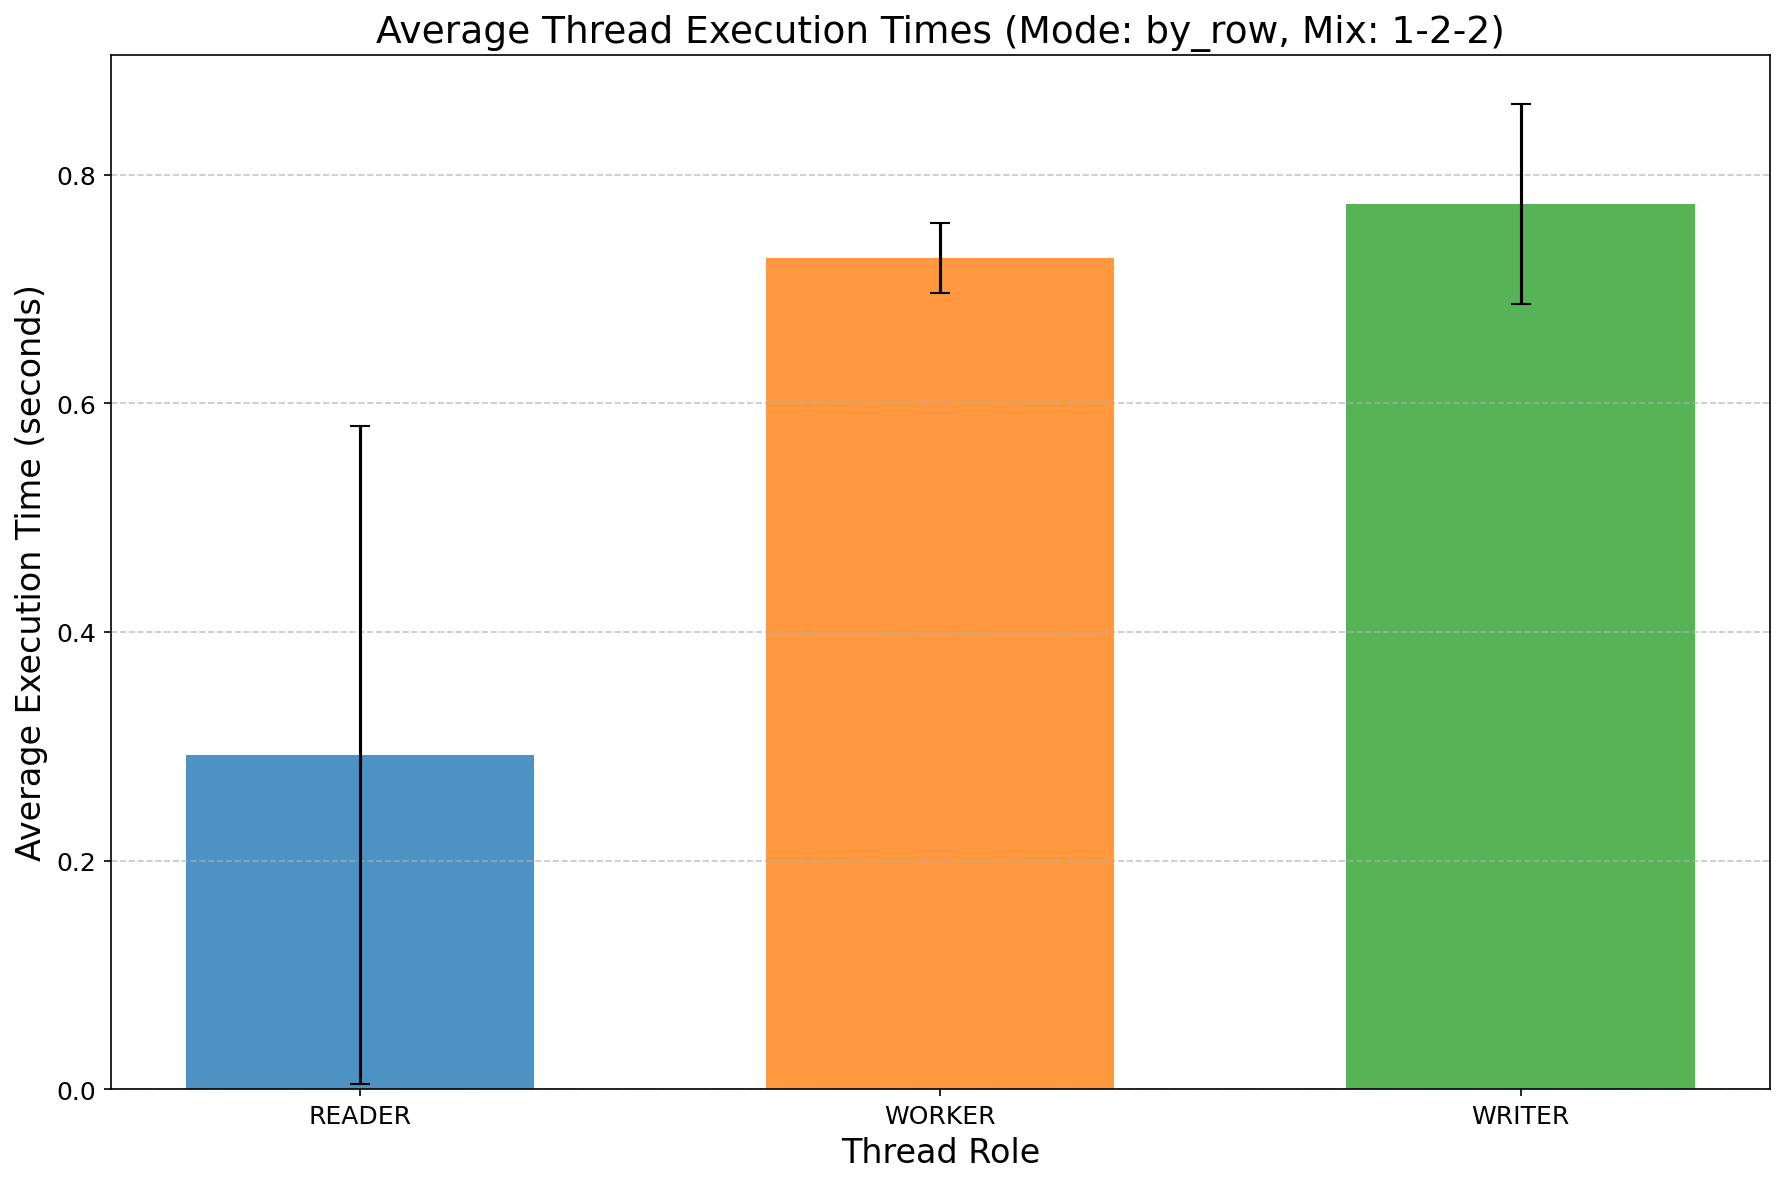 Average Thread Execution Times (Mode: by_row, Mix: 1-2-2)
Average Execution Time (seconds)
0.8
0.6
0.4
0.2
0.0
READER WORKER WRITER
Thread Role